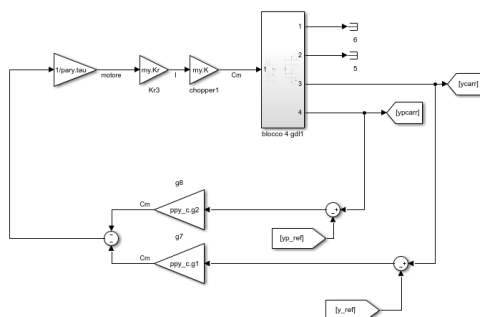 1
6
2
5
1/pary.tau
motore
my.Kr
Kr3
I
my.K
chopper1
Cm
1
3
[ycarr]
4
[ypcarr]
blocco 4 gdl1
g8
Cm
ppy_c.g2
[yp_ref]
g7
Cm
ppy_c.g1
[y_ref]